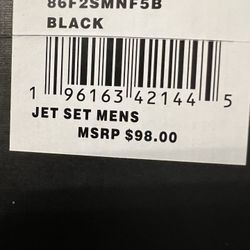 86F2SMNF5B
BLACK
1 96163 42144 5
JET SET MENS
MSRP $98.00